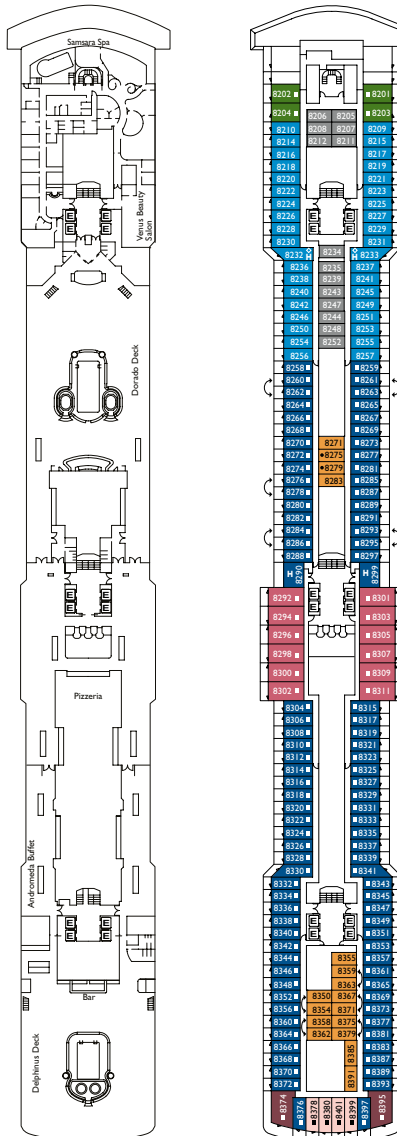 Samsara Spa
Venus Beauty
Salon
Dorado Deck
Pizzeria
Andromeda Buffet
Bar
Delphinus Deck
8202 8201
8204 8203
8206 8205
8210 8208 8207 8209
8214 8212 8211 8215
8216 8217
8218 8219
8220 8221
8222 8223
8224 8225
8226 8227
8228 8229
8230 8231
8232 8234 8233
8236 8235 8237
8238 8239 8241
8240 8243 8245
8242 8247 8249
8246 8244 8251
8250 8248 8253
8254 8252 8255
8256 8257
8258 8259
8260 8261
8262 8263
8264 8265
8266 8267
8268 8269
8270 8271 8273
8272 8275 8277
8274 8279 8281
8276 8283 8285
8278 8287
8280 8289
8282 8291
8284 8293
8286 8295
8288 8297
H 8290 H 8299
8292 8301
8294 8303
8296 8305
8298 8307
8300 8309
8302 8311
8304 8315
8306 8317
8308 8319
8310 8321
8312 8323
8314 8325
8316 8327
8318 8329
8320 8331
8322 8333
8324 8335
8326 8337
8328 8339
8330 8341
8332 8343
8334 8345
8336 8347
8338 8349
8340 8351
8342 8353
8344 8355 8357
8346 8359 8361
8348 8363 8365
8352 8350 8367 8369
8356 8354 8371 8373
8360 8358 8375 8377
8364 8362 8379 8381
8366 8385 8383
8368 8387
8370 8391 8389
8372 8393
8374 8376 8378 8380 8401 8399 8397 8395